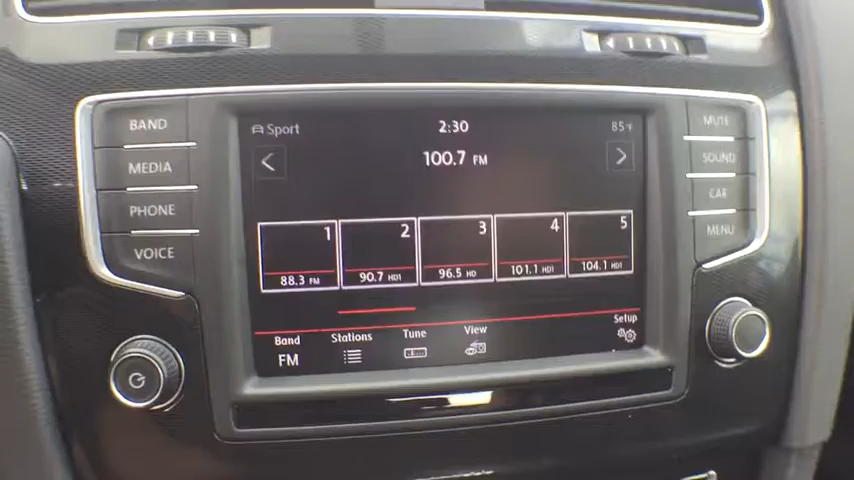 BAND
MEDIA
PHONE
VOICE
Sport
2:30
85°F
100.7 FM
1
2
3
4
5
88.3 FM
90.7 HD1
96.5 HD
101.1 HD1
104.1 HD1
Band
Stations
Tune
View
Setup
FM
MUTE
SOUND
CAR
MENU